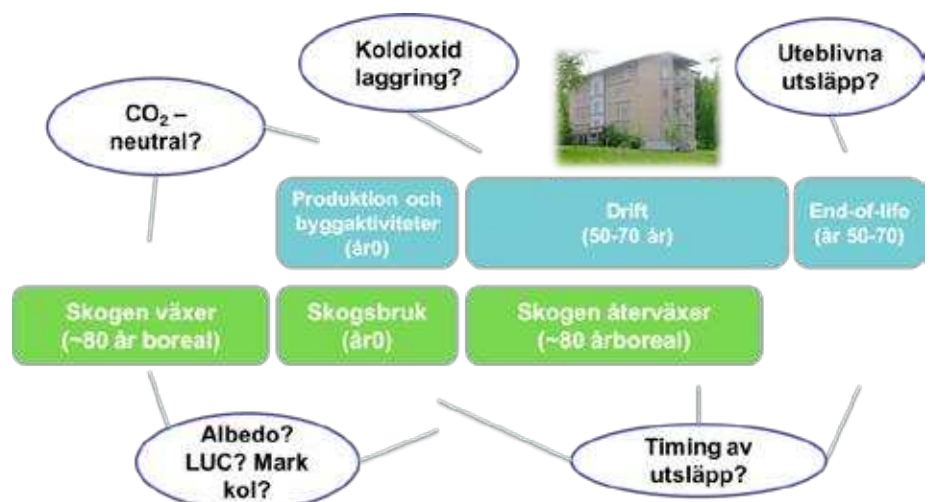 Koldioxid
laggring?
Uteblivna
utsläpp?
CO₂ –
neutral?
Produktion och
byggaktiviteter
(år0)
Drift
(50-70 år)
End-of-life
(år 50-70)
Skogen växer
(~80 år boreal)
Skogsbruk
(år0)
Skogen återväxer
(~80 årboreal)
Albedo?
LUC? Mark
kol?
Timing av
utsläpp?